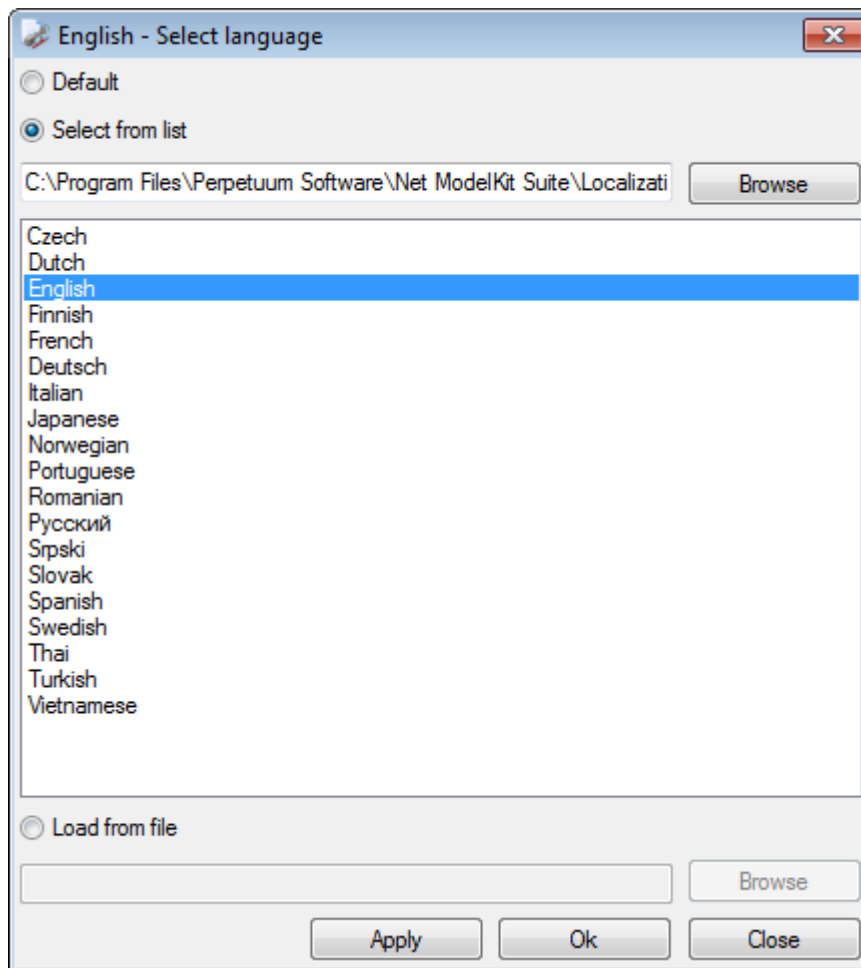 English - Select language
Default
Select from list
C:\Program Files\Perpetuum Software\Net ModelKit Suite\Localizati
Browse
Czech
Dutch
English
Finnish
French
Deutsch
Italian
Japanese
Norwegian
Portuguese
Romanian
Русский
Srpski
Slovak
Spanish
Swedish
Thai
Turkish
Vietnamese
Load from file
Browse
Apply Ok Close